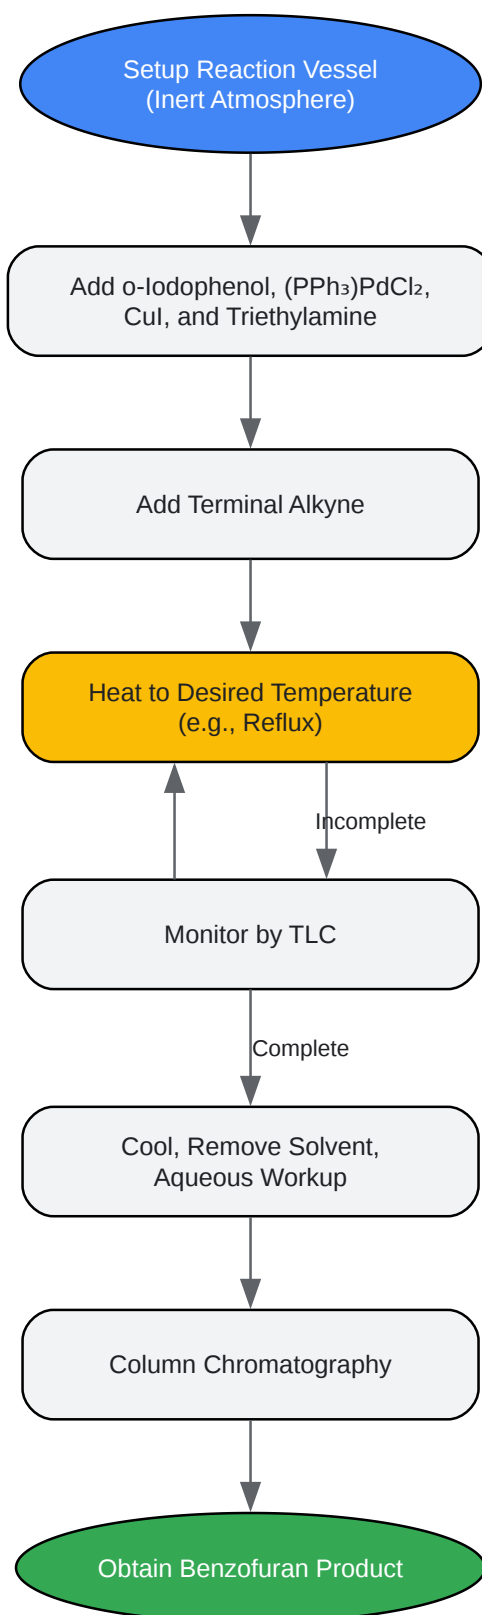 Setup Reaction Vessel
(Inert Atmosphere)
Add o-Iodophenol, (PPh₃)PdCl₂,
CuI, and Triethylamine
Add Terminal Alkyne
Heat to Desired Temperature
(e.g., Reflux)
Incomplete
Monitor by TLC
Complete
Cool, Remove Solvent,
Aqueous Workup
Column Chromatography
Obtain Benzofuran Product